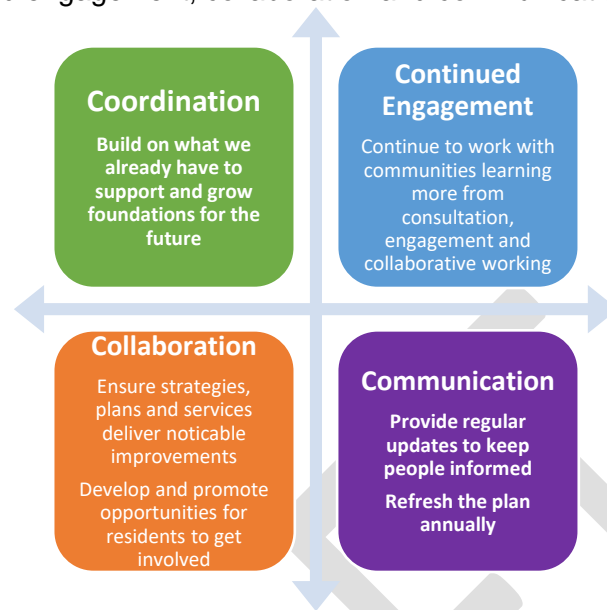 engagement, collaboration and
Coordination
Build on what we
already have to
support and grow
foundations for the
future
Continued
Engagement
Continue to work with
communities learning
more from
consultation,
engagement and
collaborative working
Collaboration
Ensure strategies,
plans and services
deliver noticable
improvements
Develop and promote
opportunities for
residents to get
involved
Communication
Provide regular
updates to keep
people informed
Refresh the plan
annually